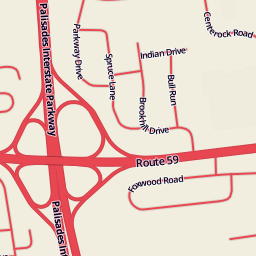 Palisades Interstate Parkway
Parkway Drive
Spruce Lane
Indian Drive
Centerock Road
Bull Run
Brookhill Drive
Route 59
Foxwood Road
Palisades In